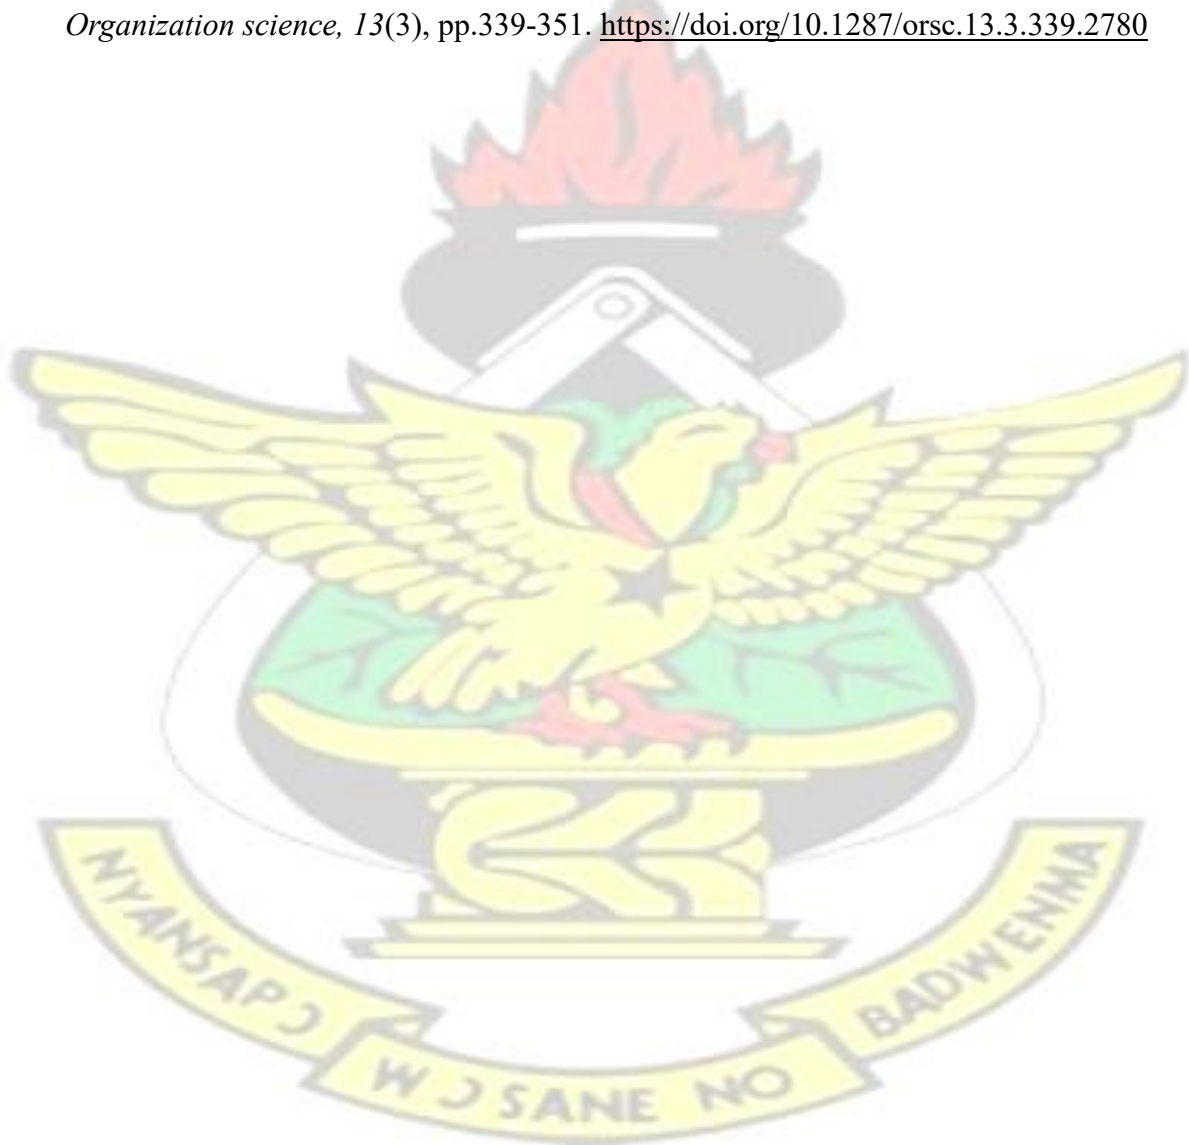 Organization science, 13(3), pp.339-351. https://doi.org/10.1287/orsc.13.3.339.2780
NYANSAPƆ
WƆSANE NO
BADWENMA